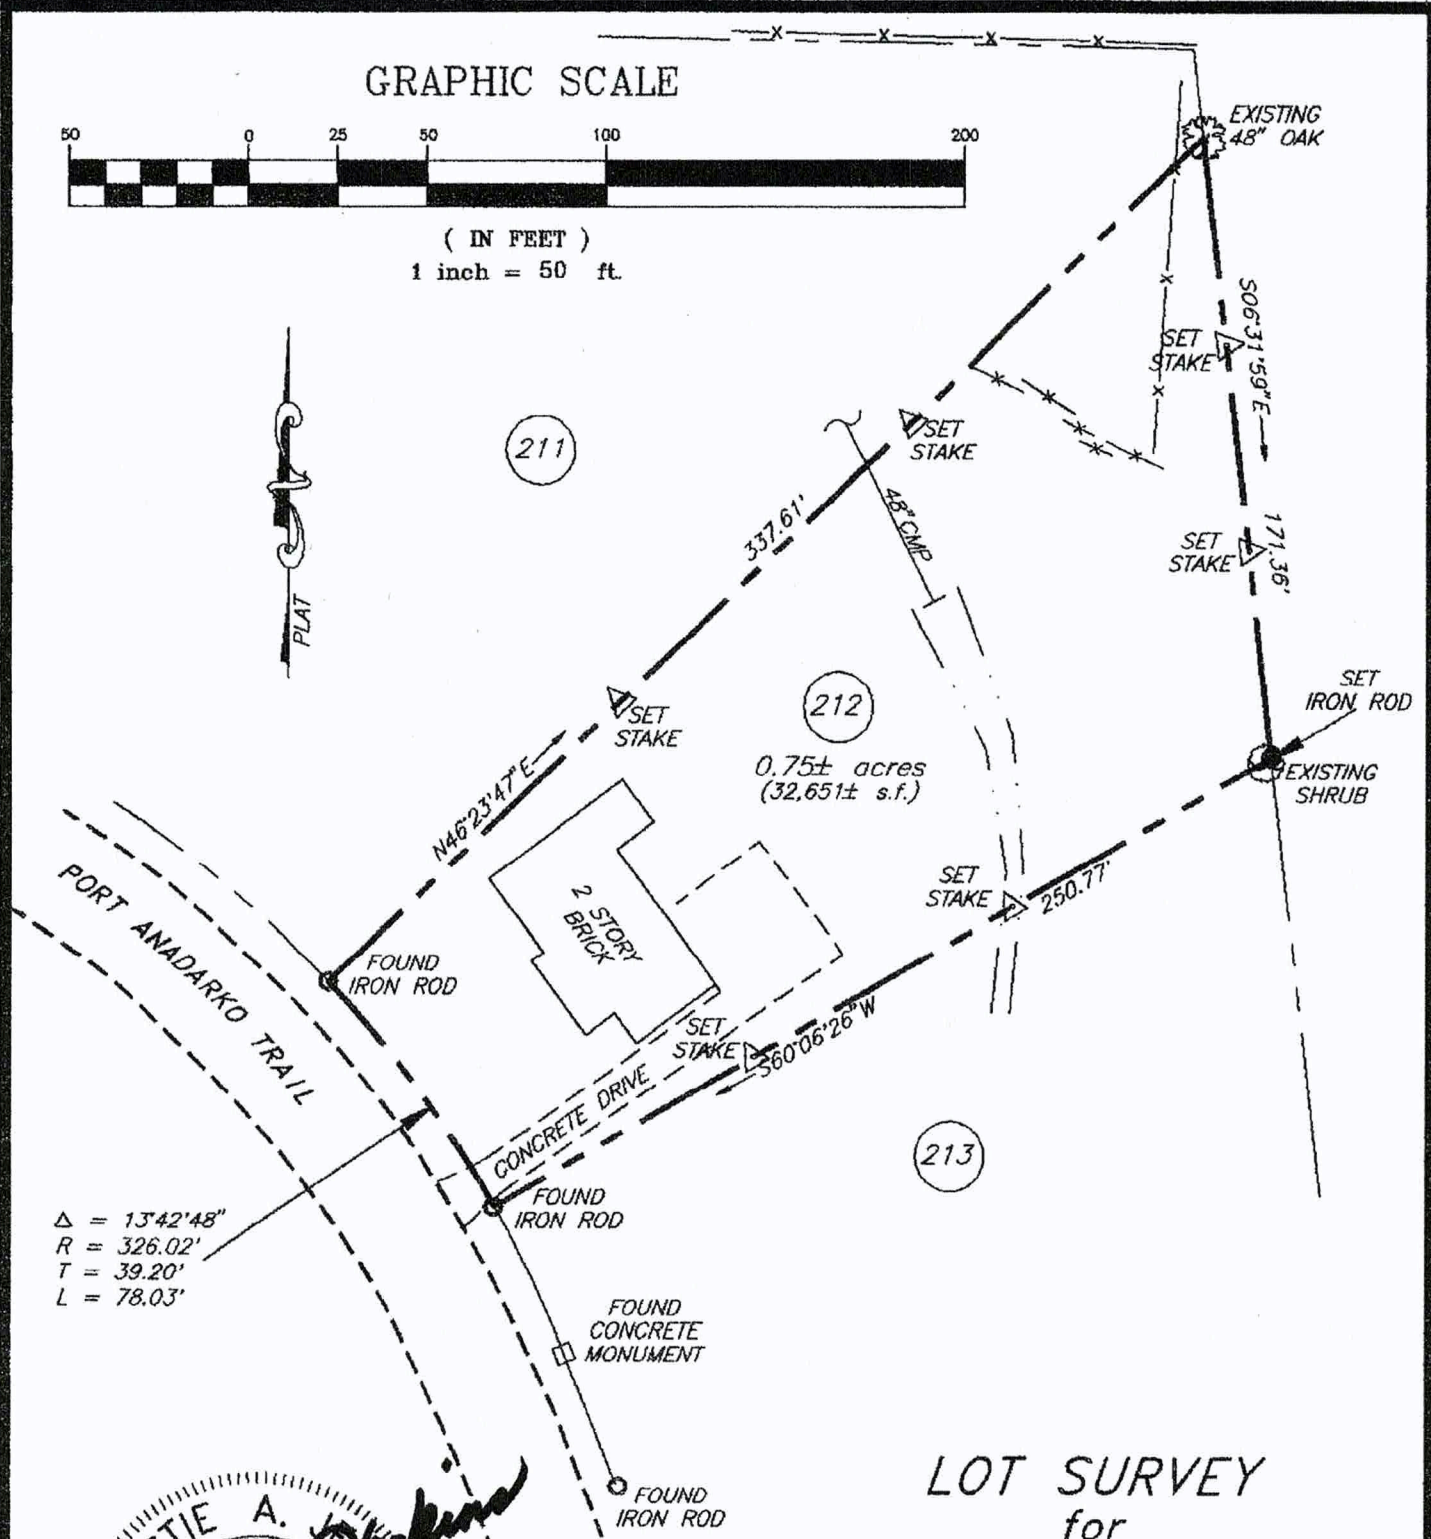 GRAPHIC SCALE
50 0 25 50 100 200
( IN FEET )
1 inch = 50 ft.
EXISTING
48" OAK
SET
STAKE
S06°31'59"E
171.36'
211
SET
STAKE
337.61'
48" CMP
SET
STAKE
PLAT
SET
STAKE
N46°23'47"E
212
0.75± acres
(32,651± s.f.)
SET
IRON ROD
EXISTING
SHRUB
2 STORY
BRICK
SET
STAKE
250.77'
PORT ANADARKO TRAIL
FOUND
IRON ROD
SET
STAKE
S60°06'26"W
CONCRETE DRIVE
213
FOUND
IRON ROD
Δ = 13°42'48"
R = 326.02'
T = 39.20'
L = 78.03'
FOUND
CONCRETE
MONUMENT
FOUND
IRON ROD
LOT SURVEY
for
A.